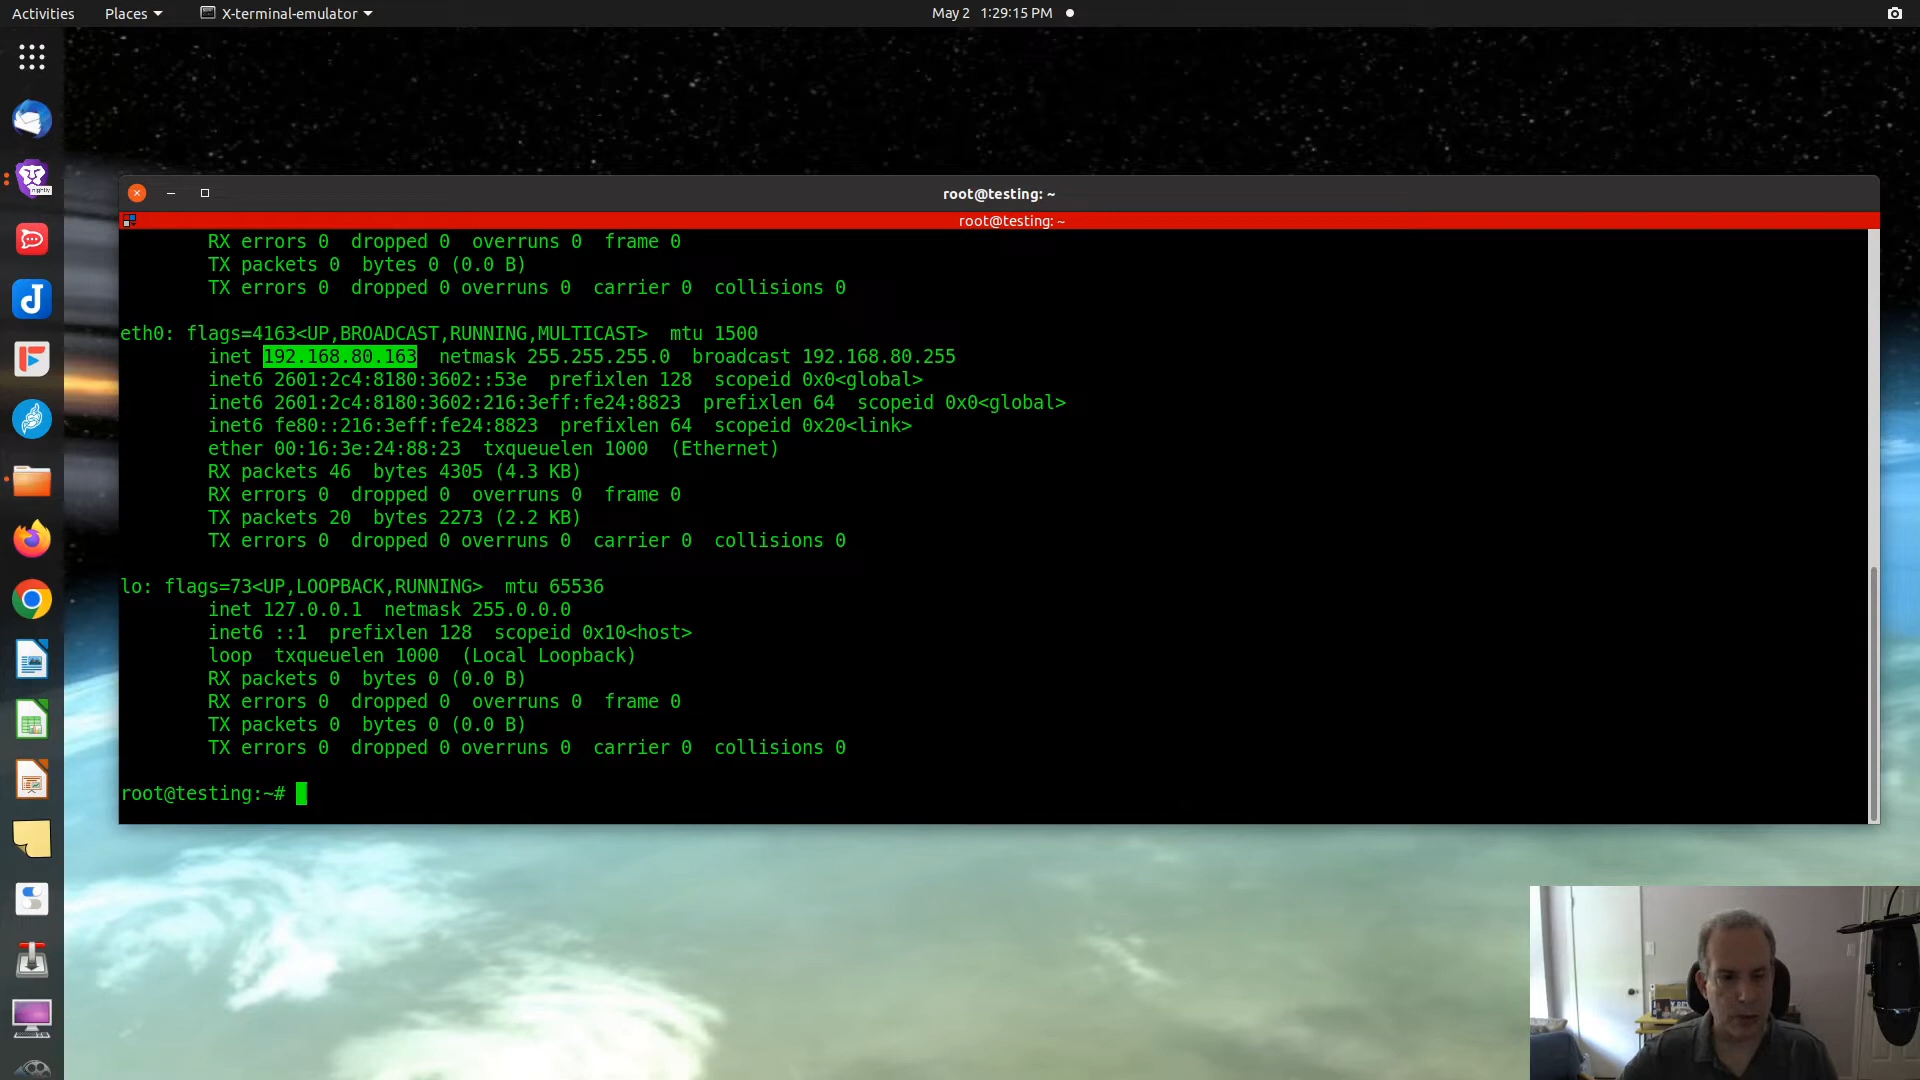 Activities Places X-terminal-emulator May 2 1:29:15 PM
root@testing: ~
root@testing: ~
RX errors 0 dropped 0 overruns 0 frame 0
TX packets 0 bytes 0 (0.0 B)
TX errors 0 dropped 0 overruns 0 carrier 0 collisions 0
eth0: flags=4163<UP,BROADCAST,RUNNING,MULTICAST> mtu 1500
inet 192.168.80.163 netmask 255.255.255.0 broadcast 192.168.80.255
inet6 2601:2c4:8180:3602::53e prefixlen 128 scopeid 0x0<global>
inet6 2601:2c4:8180:3602:216:3eff:fe24:8823 prefixlen 64 scopeid 0x0<global>
inet6 fe80::216:3eff:fe24:8823 prefixlen 64 scopeid 0x20<link>
ether 00:16:3e:24:88:23 txqueuelen 1000 (Ethernet)
RX packets 46 bytes 4305 (4.3 KB)
RX errors 0 dropped 0 overruns 0 frame 0
TX packets 20 bytes 2273 (2.2 KB)
TX errors 0 dropped 0 overruns 0 carrier 0 collisions 0
lo: flags=73<UP,LOOPBACK,RUNNING> mtu 65536
inet 127.0.0.1 netmask 255.0.0.0
inet6 ::1 prefixlen 128 scopeid 0x10<host>
loop txqueuelen 1000 (Local Loopback)
RX packets 0 bytes 0 (0.0 B)
RX errors 0 dropped 0 overruns 0 frame 0
TX packets 0 bytes 0 (0.0 B)
TX errors 0 dropped 0 overruns 0 carrier 0 collisions 0
root@testing:~#